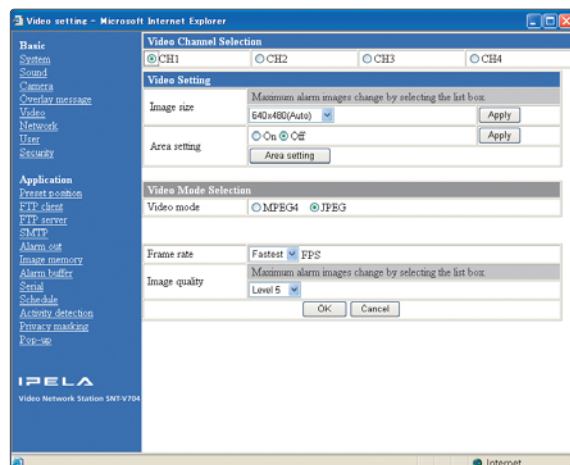 Video setting - Microsoft Internet Explorer
Basic
System
Sound
Camera
Overlay message
Video
Network
User
Security
Application
Preset position
FTP client
FTP server
SMTP
Alarm out
Image memory
Alarm buffer
Serial
Schedule
Activity detection
Privacy masking
Pop-up
IPELA
Video Network Station SNT-V704
Video Channel Selection
CH1 CH2 CH3 CH4
Video Setting
Image size
Maximum alarm images change by selecting the list box.
640x480(Auto) Apply
Area setting
On Off Apply
Area setting
Video Mode Selection
Video mode MPEG4 JPEG
Frame rate Fastest FPS
Image quality
Maximum alarm images change by selecting the list box.
Level 5
OK Cancel
Internet